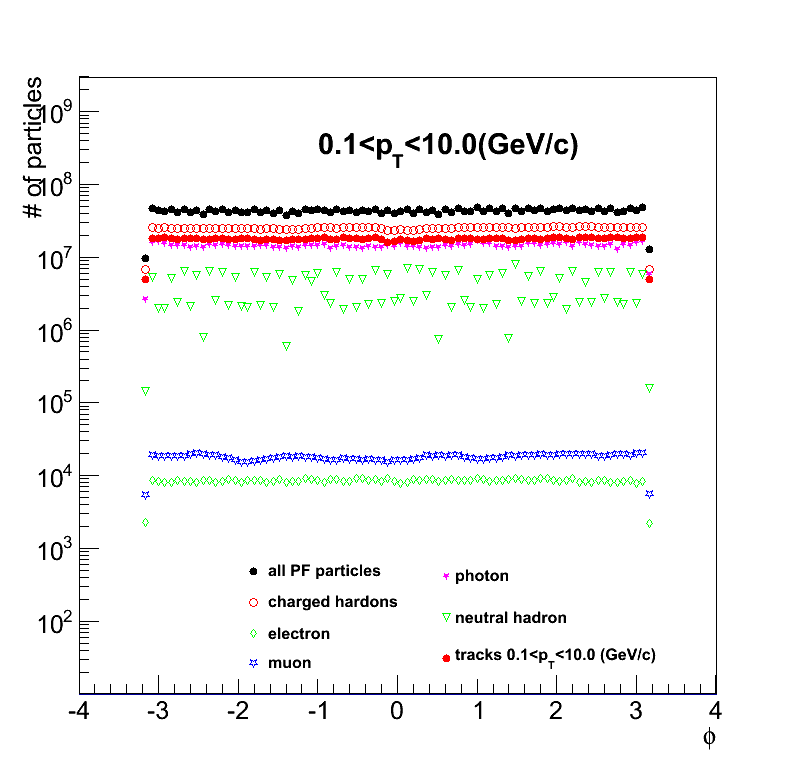 # of particles
0.1<p_T<10.0(GeV/c)
10^9
10^8
10^7
10^6
10^5
10^4
10^3
10^2
all PF particles
charged hardons
electron
muon
photon
neutral hadron
tracks 0.1<p_T<10.0 (GeV/c)
-4 -3 -2 -1 0 1 2 3 4
ϕ